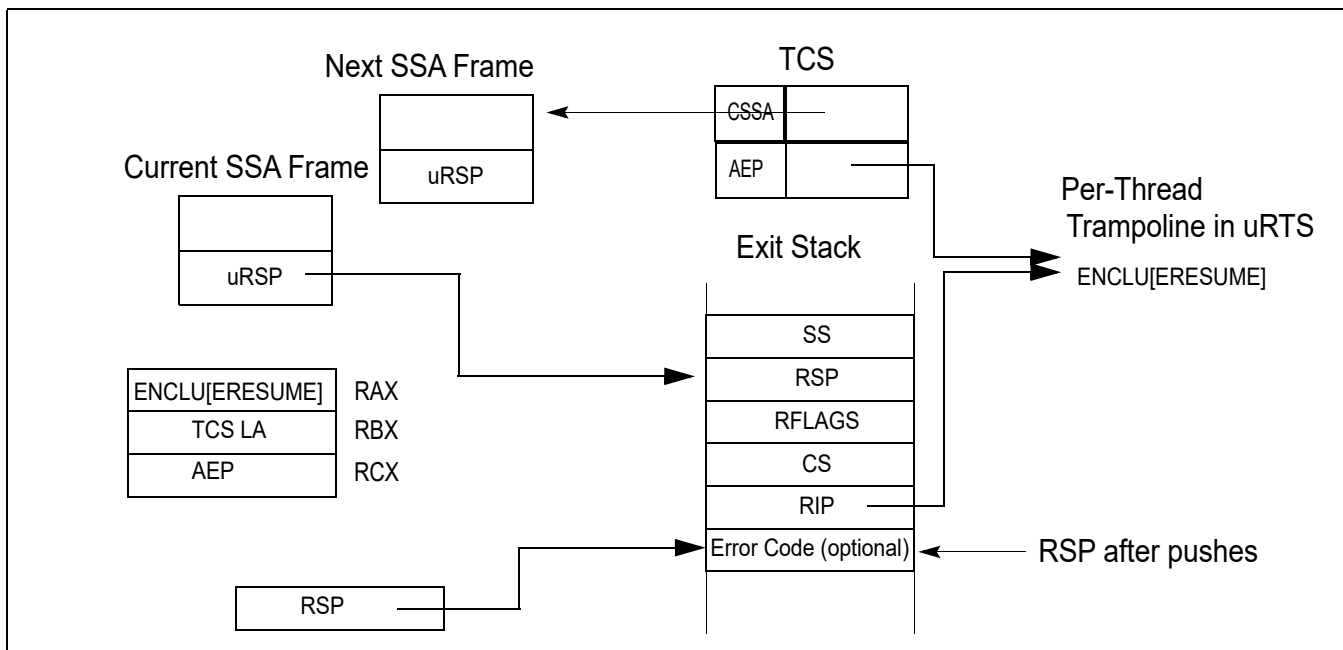 Next SSA Frame
TCS
CSSA
AEP
uRSP
Current SSA Frame
uRSP
Per-Thread
Trampoline in uRTS
ENCLU[ERESUME]
Exit Stack
SS
RSP
RFLAGS
CS
RIP
Error Code (optional)
RSP after pushes
ENCLU[ERESUME] RAX
TCS LA RBX
AEP RCX
RSP